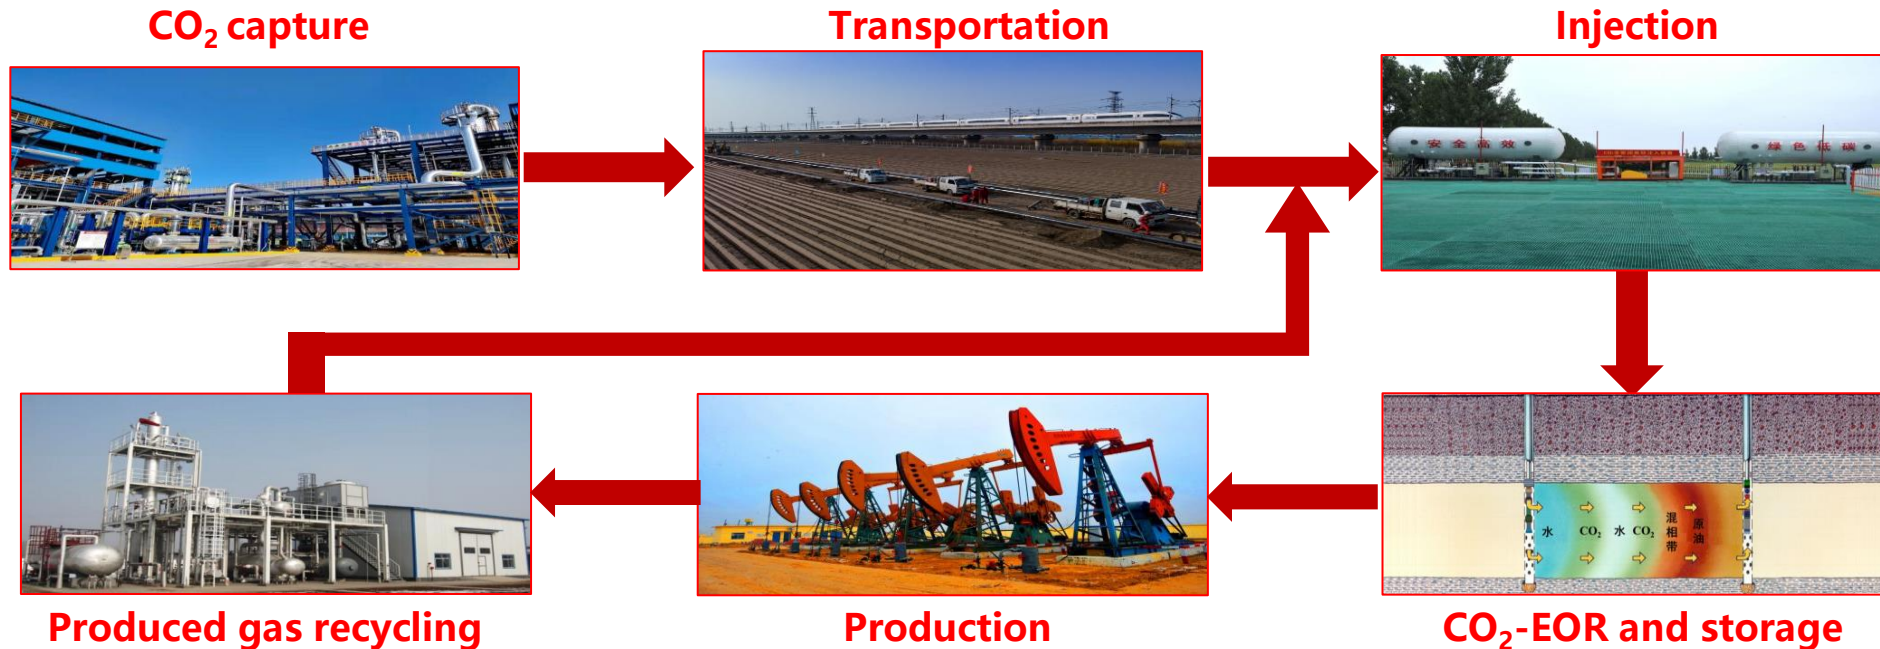 CO₂ capture
Transportation
Injection
安全高效
绿色低碳
水
CO₂
水
CO₂
混相带
原油
Produced gas recycling
Production
CO₂-EOR and storage